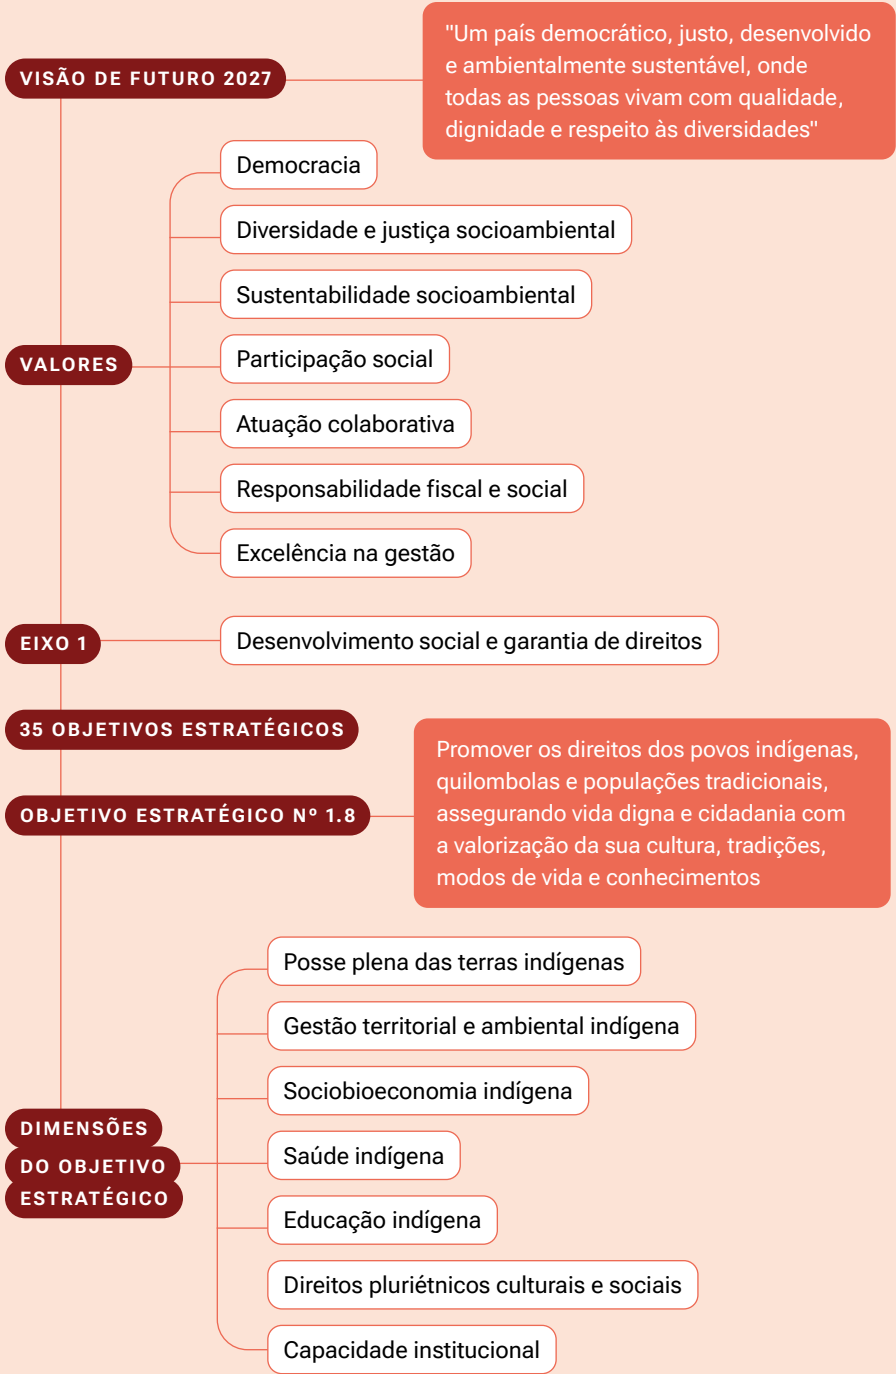 VISÃO DE FUTURO 2027
"Um país democrático, justo, desenvolvido
e ambientalmente sustentável, onde
todas as pessoas vivam com qualidade,
dignidade e respeito às diversidades"
VALORES
Democracia
Diversidade e justiça socioambiental
Sustentabilidade socioambiental
Participação social
Atuação colaborativa
Responsabilidade fiscal e social
Excelência na gestão
EIXO 1
Desenvolvimento social e garantia de direitos
35 OBJETIVOS ESTRATÉGICOS
OBJETIVO ESTRATÉGICO Nº 1.8
Promover os direitos dos povos indígenas,
quilombolas e populações tradicionais,
assegurando vida digna e cidadania com
a valorização da sua cultura, tradições,
modos de vida e conhecimentos
DIMENSÕES
DO OBJETIVO
ESTRATÉGICO
Posse plena das terras indígenas
Gestão territorial e ambiental indígena
Sociobioeconomia indígena
Saúde indígena
Educação indígena
Direitos pluriétnicos culturais e sociais
Capacidade institucional